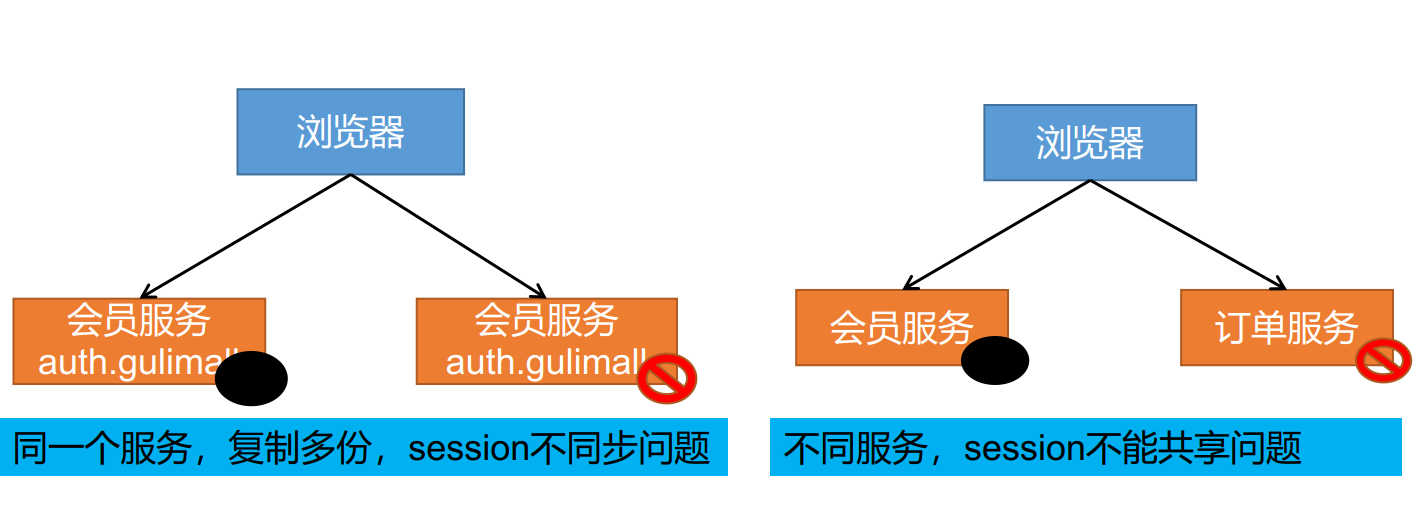 浏览器
会员服务
auth.gulimall
会员服务
auth.gulimall
同一个服务，复制多份，session不同步问题
浏览器
会员服务
订单服务
不同服务，session不能共享问题